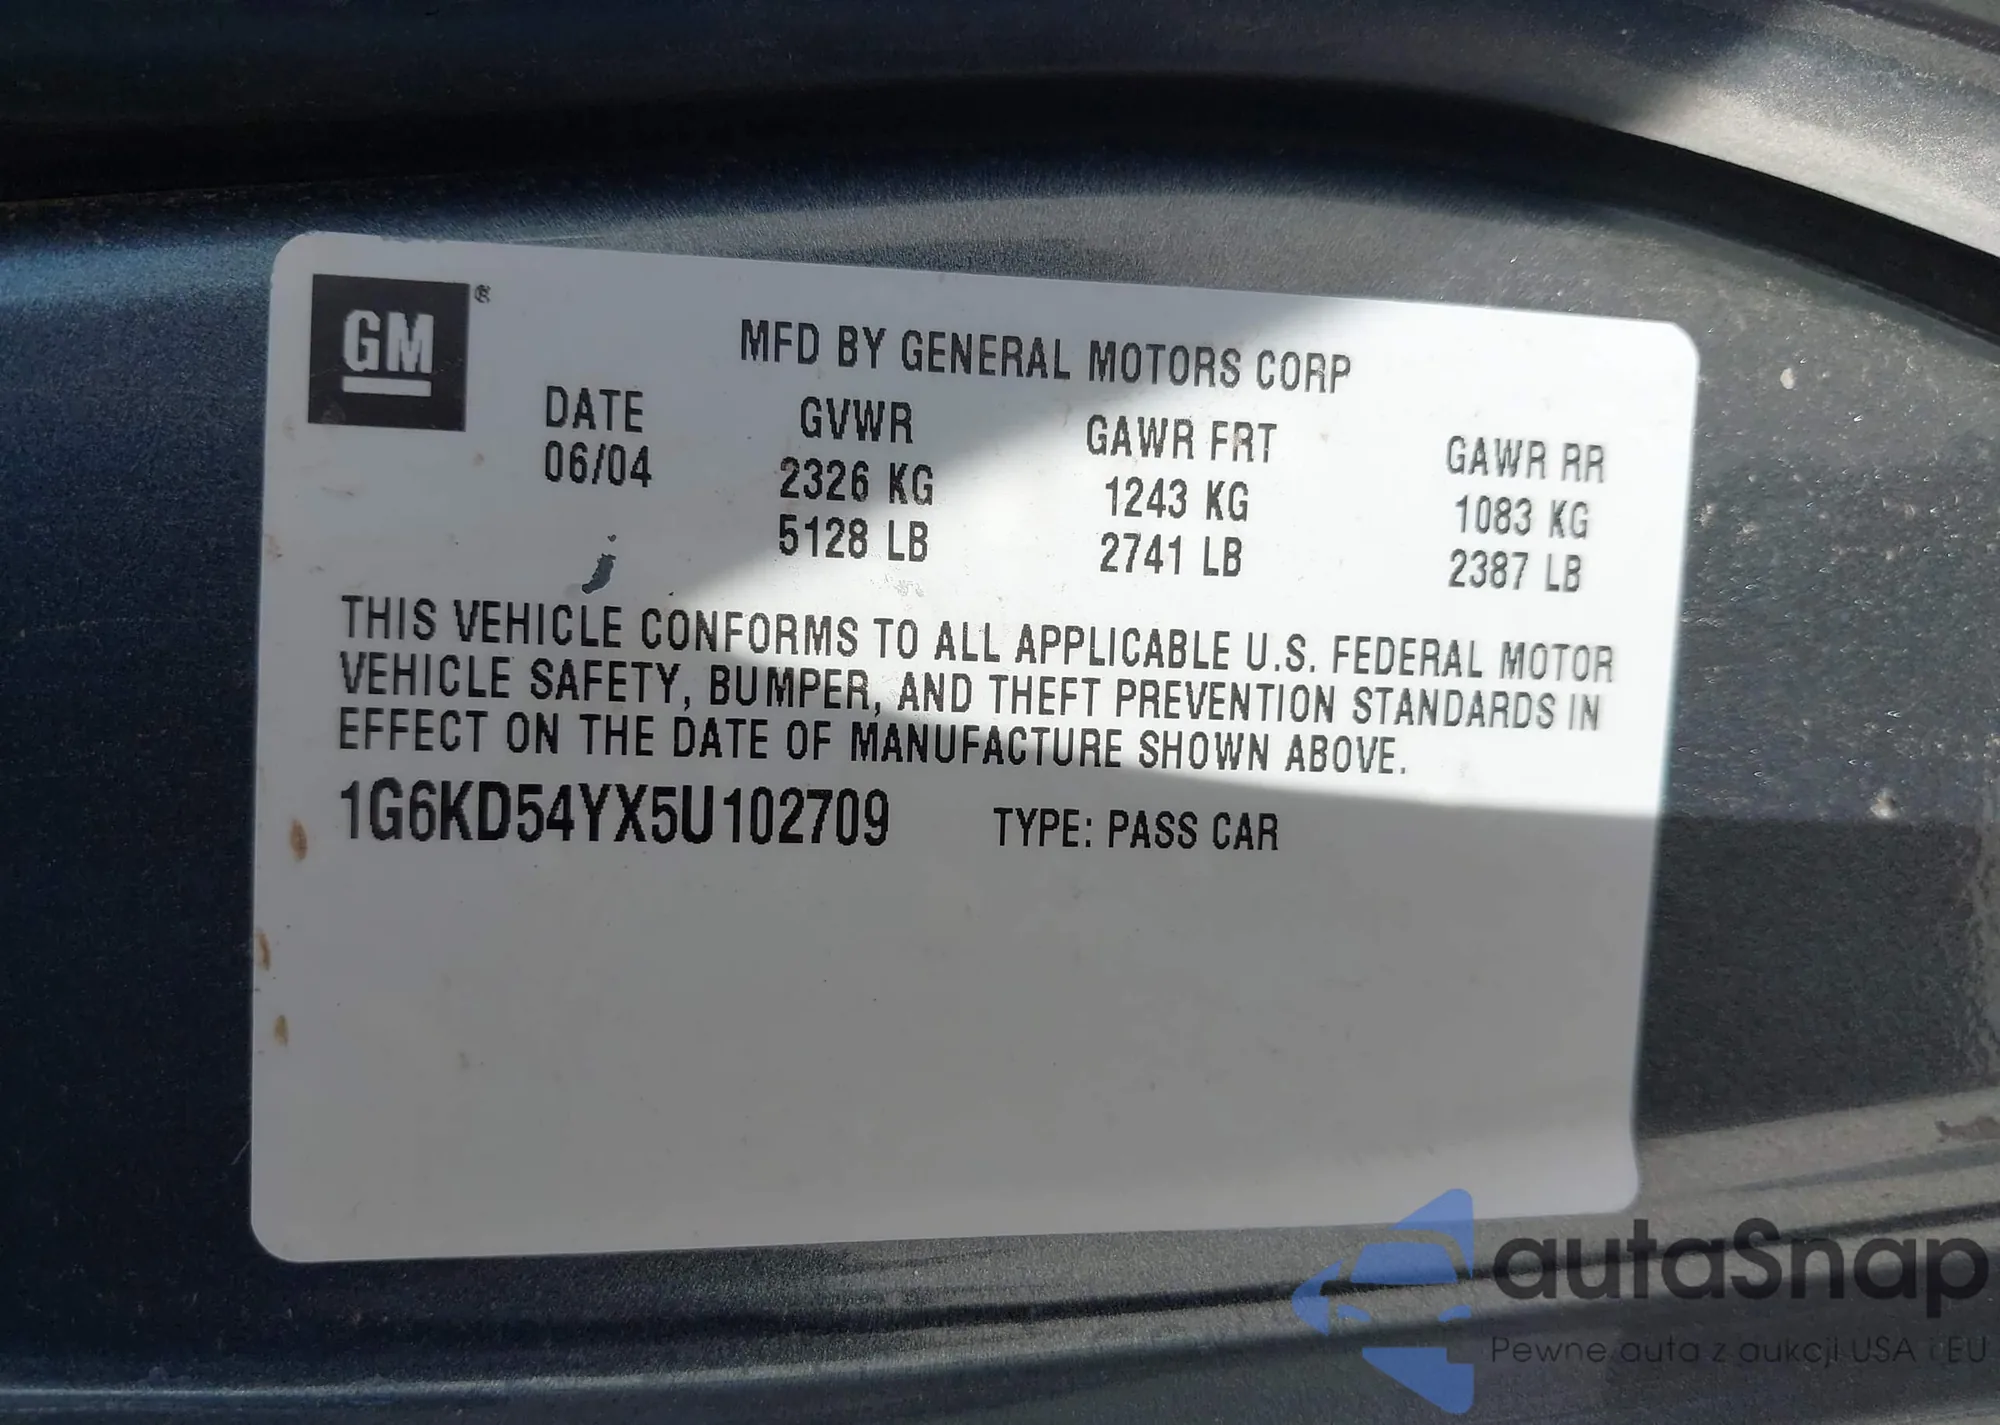 GM ®
MFD BY GENERAL MOTORS CORP
DATE GVWR GAWR FRT GAWR RR
06/04 2326 KG 1243 KG 1083 KG
5128 LB 2741 LB 2387 LB
THIS VEHICLE CONFORMS TO ALL APPLICABLE U.S. FEDERAL MOTOR
VEHICLE SAFETY, BUMPER, AND THEFT PREVENTION STANDARDS IN
EFFECT ON THE DATE OF MANUFACTURE SHOWN ABOVE.
1G6KD54YX5U102709 TYPE: PASS CAR
autaSnap
Pewne auta z aukcji USA i EU